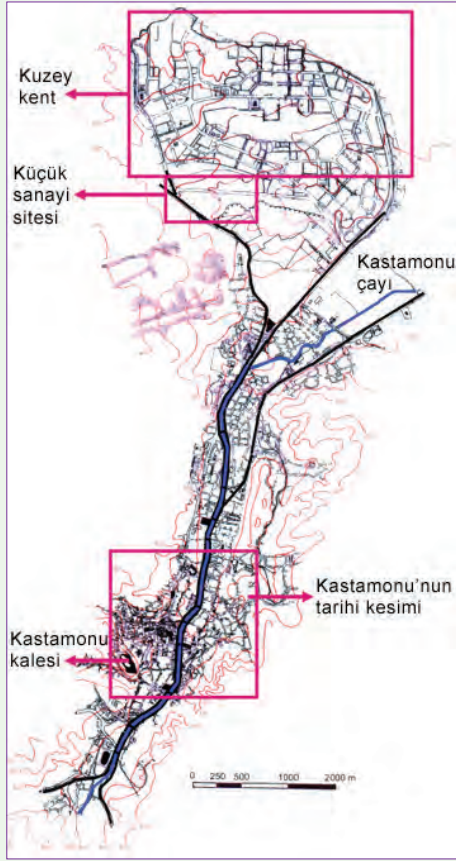 Kuzey
kent
Küçük
sanayi
sitesi
Kastamonu
çayı
Kastamonu'nun
tarihi kesimi
Kastamonu
kalesi
0 250 500 1000 2000 m